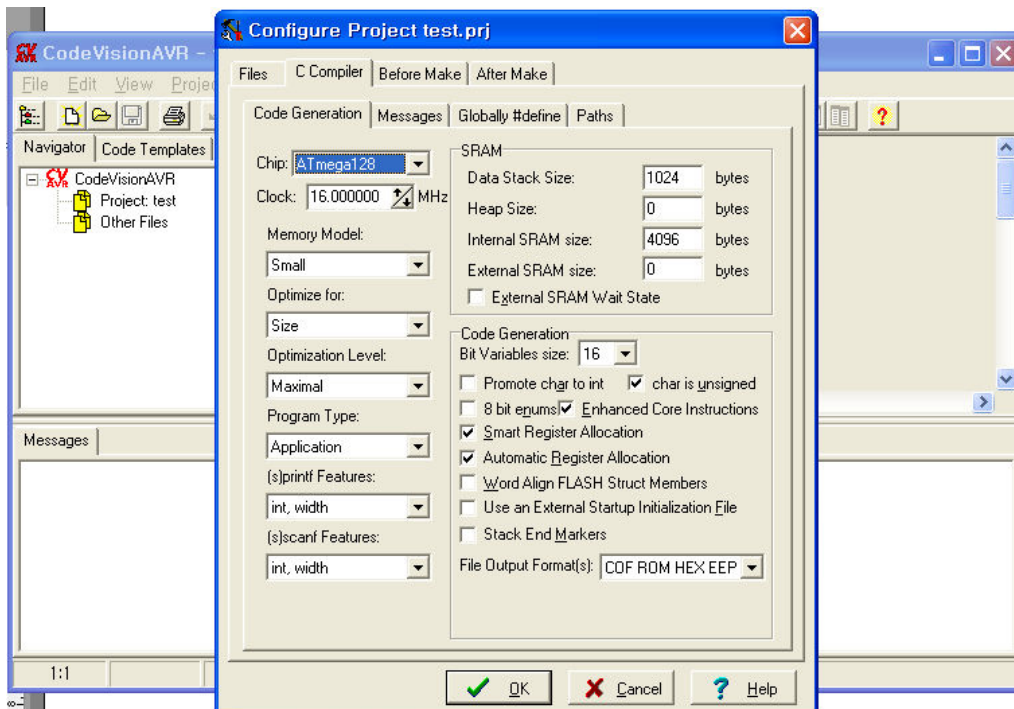 Configure Project test.prj
CodeVisionAVR -
File Edit View Projec
Files C Compiler Before Make After Make
Code Generation Messages Globally #define Paths
Navigator Code Templates
CodeVisionAVR
Project: test
Other Files
Chip: ATmega128
Clock: 16.000000 MHz
Memory Model:
Small
Optimize for:
Size
Optimization Level:
Maximal
Program Type:
Application
(s)printf Features:
int, width
(s)scanf Features:
int, width
SRAM
Data Stack Size: 1024 bytes
Heap Size: 0 bytes
Internal SRAM size: 4096 bytes
External SRAM size: 0 bytes
External SRAM Wait State
Code Generation
Bit Variables size: 16
Promote char to int char is unsigned
8 bit enums Enhanced Core Instructions
Smart Register Allocation
Automatic Register Allocation
Word Align FLASH Struct Members
Use an External Startup Initialization File
Stack End Markers
File Output Format(s): COF ROM HEX EEP
Messages
1:1
OK Cancel Help